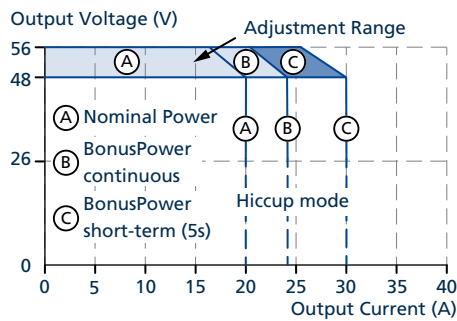 Output Voltage (V)
Adjustment Range
56
A
B
C
48
A Nominal Power
A
B
C
B BonusPower
continuous
26
C BonusPower
short-term (5s)
Hiccup mode
0
0 5 10 15 20 25 30 35 40
Output Current (A)